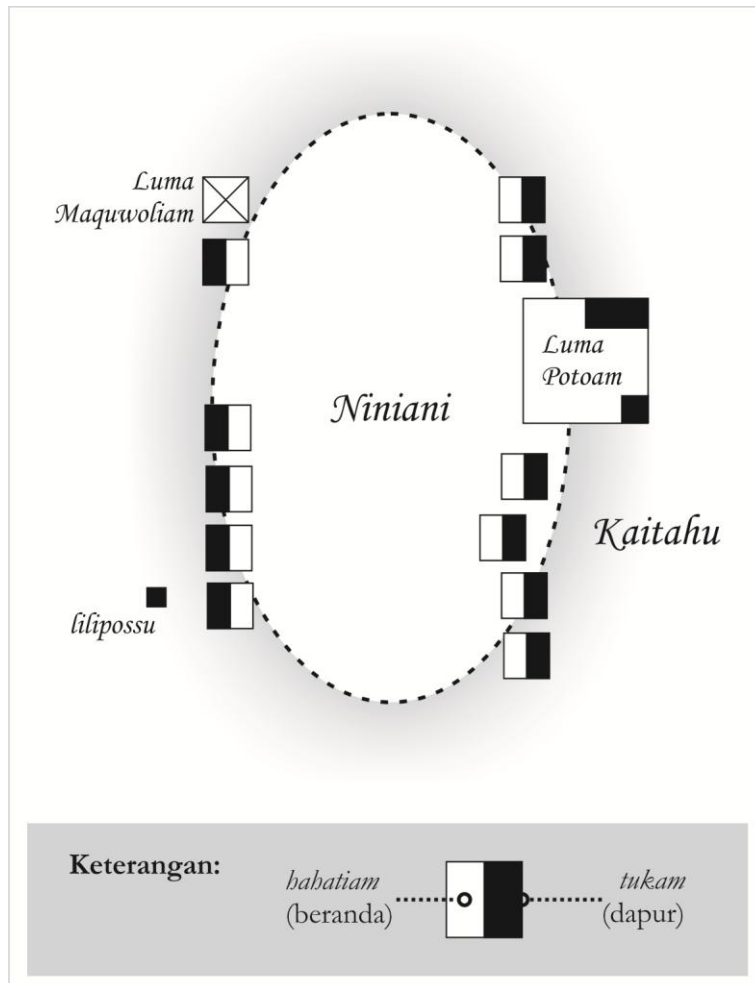 Luma
Maquwoliam
Luma
Potoam
Niniani
Kaitahu
lilipossu
Keterangan:
hahatiam
(beranda)
tukam
(dapur)